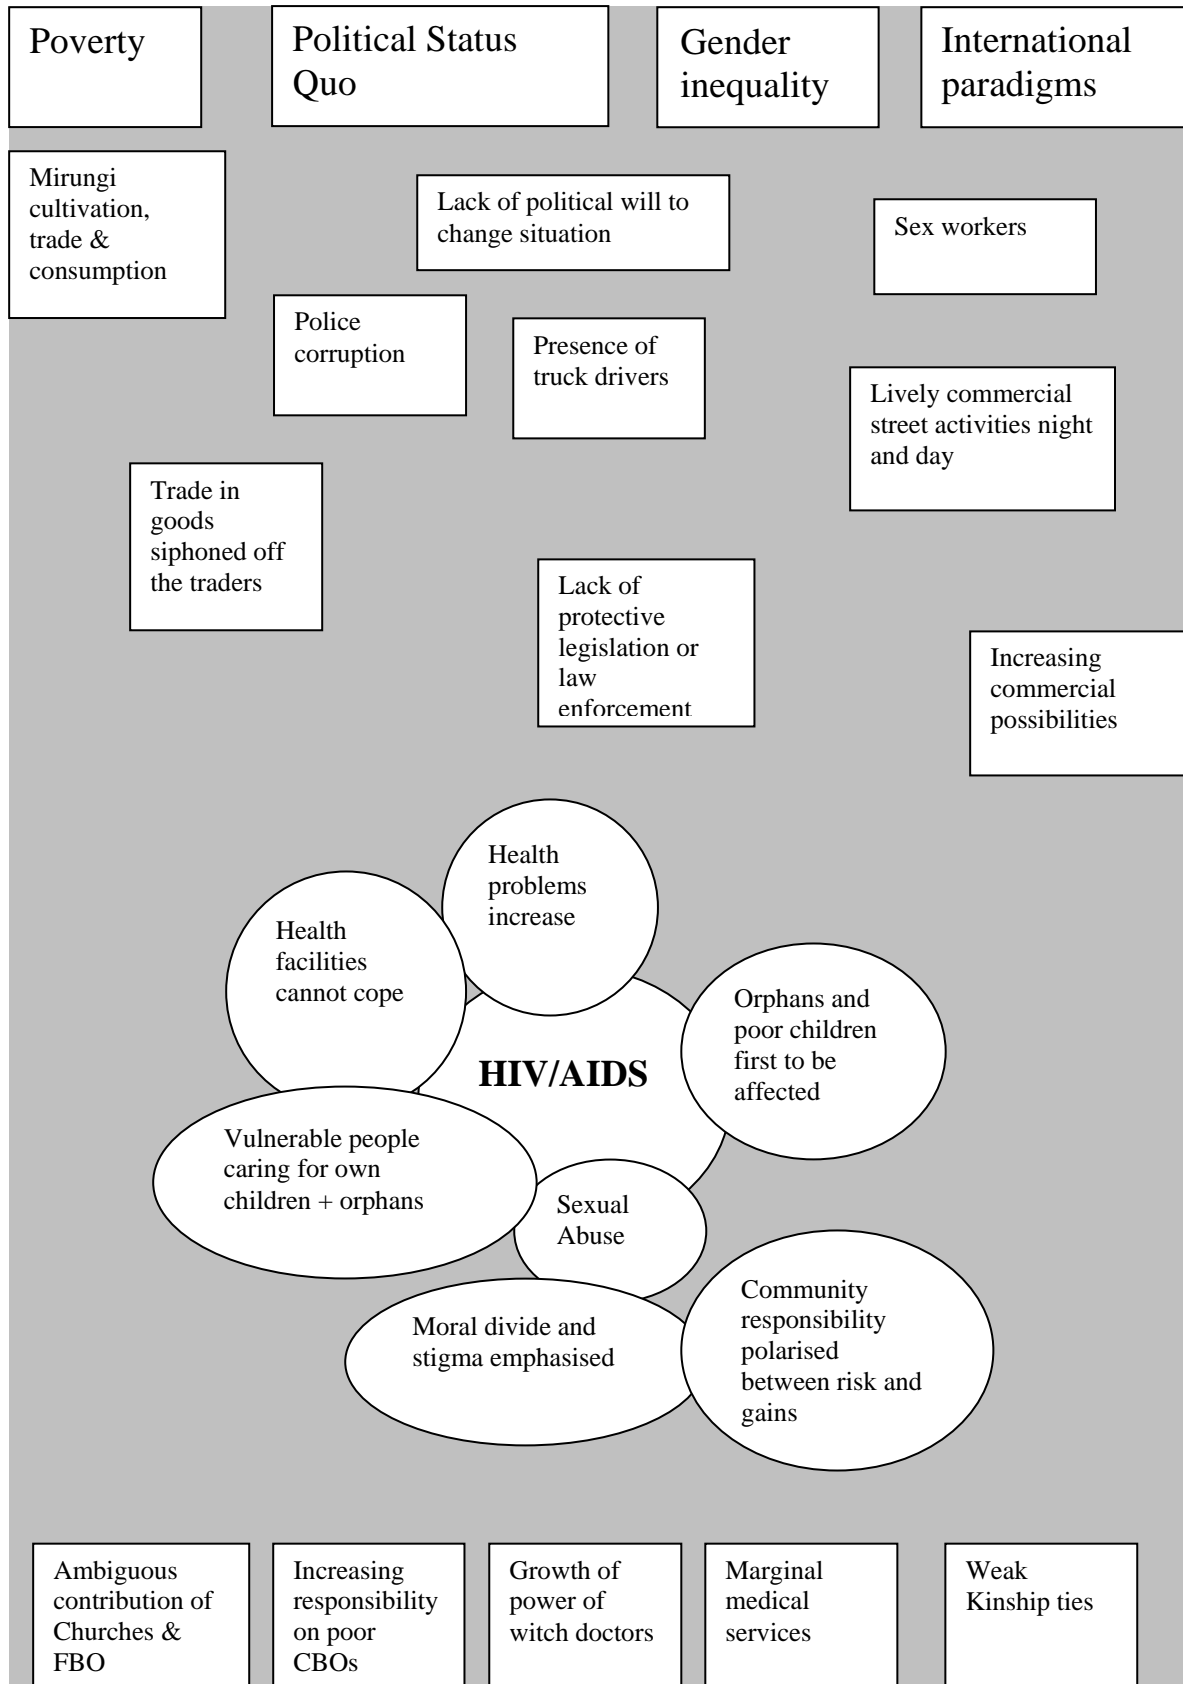 Poverty
Political Status
Quo
Gender
inequality
International
paradigms
Mirungi
cultivation,
trade &
consumption
Lack of political will to
change situation
Sex workers
Police
corruption
Presence of
truck drivers
Lively commercial
street activities night
and day
Trade in
goods
siphoned off
the traders
Lack of
protective
legislation or
law
enforcement
Increasing
commercial
possibilities
Health
problems
increase
Health
facilities
cannot cope
Orphans and
poor children
first to be
affected
HIV/AIDS
Vulnerable people
caring for own
children + orphans
Sexual
Abuse
Community
responsibility
polarised
between risk and
gains
Moral divide and
stigma emphasised
Ambiguous
contribution of
Churches &
FBO
Increasing
responsibility
on poor
CBOs
Growth of
power of
witch doctors
Marginal
medical
services
Weak
Kinship ties